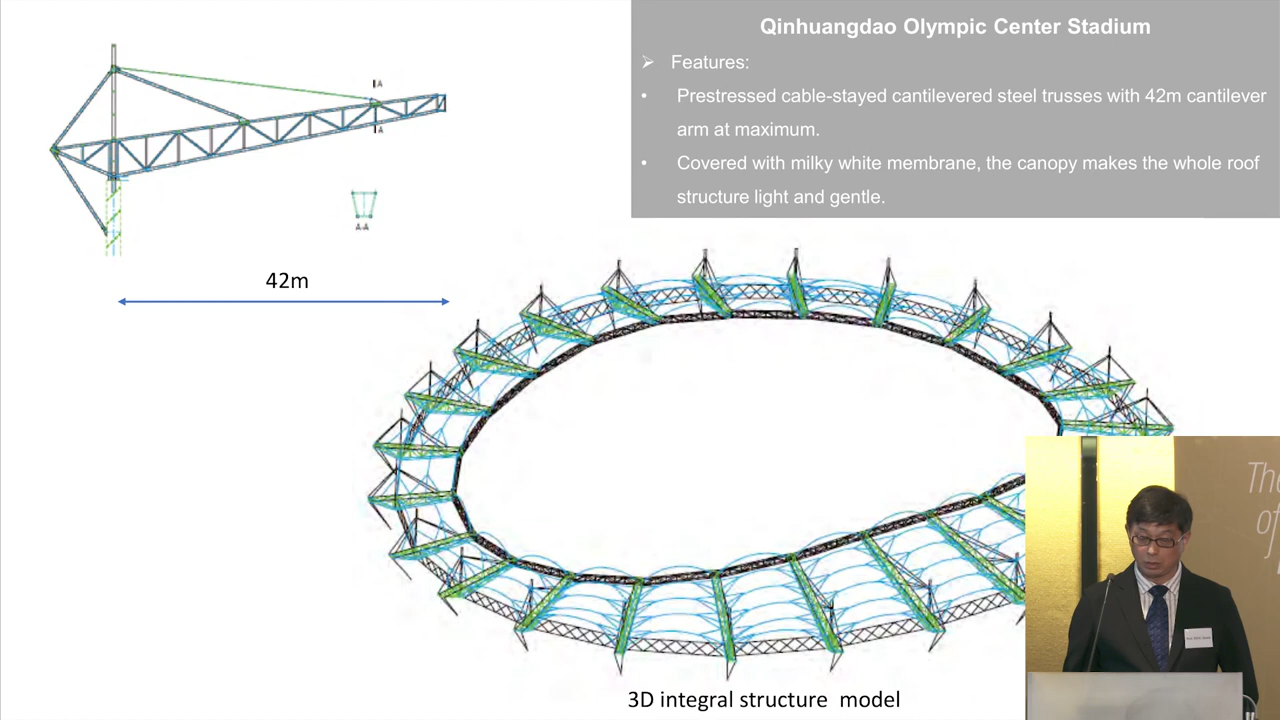 Qinhuangdao Olympic Center Stadium
➢ Features:
• Prestressed cable-stayed cantilevered steel trusses with 42m cantilever
arm at maximum.
• Covered with milky white membrane, the canopy makes the whole roof
structure light and gentle.
A
A
A-A
42m
3D integral structure model
of